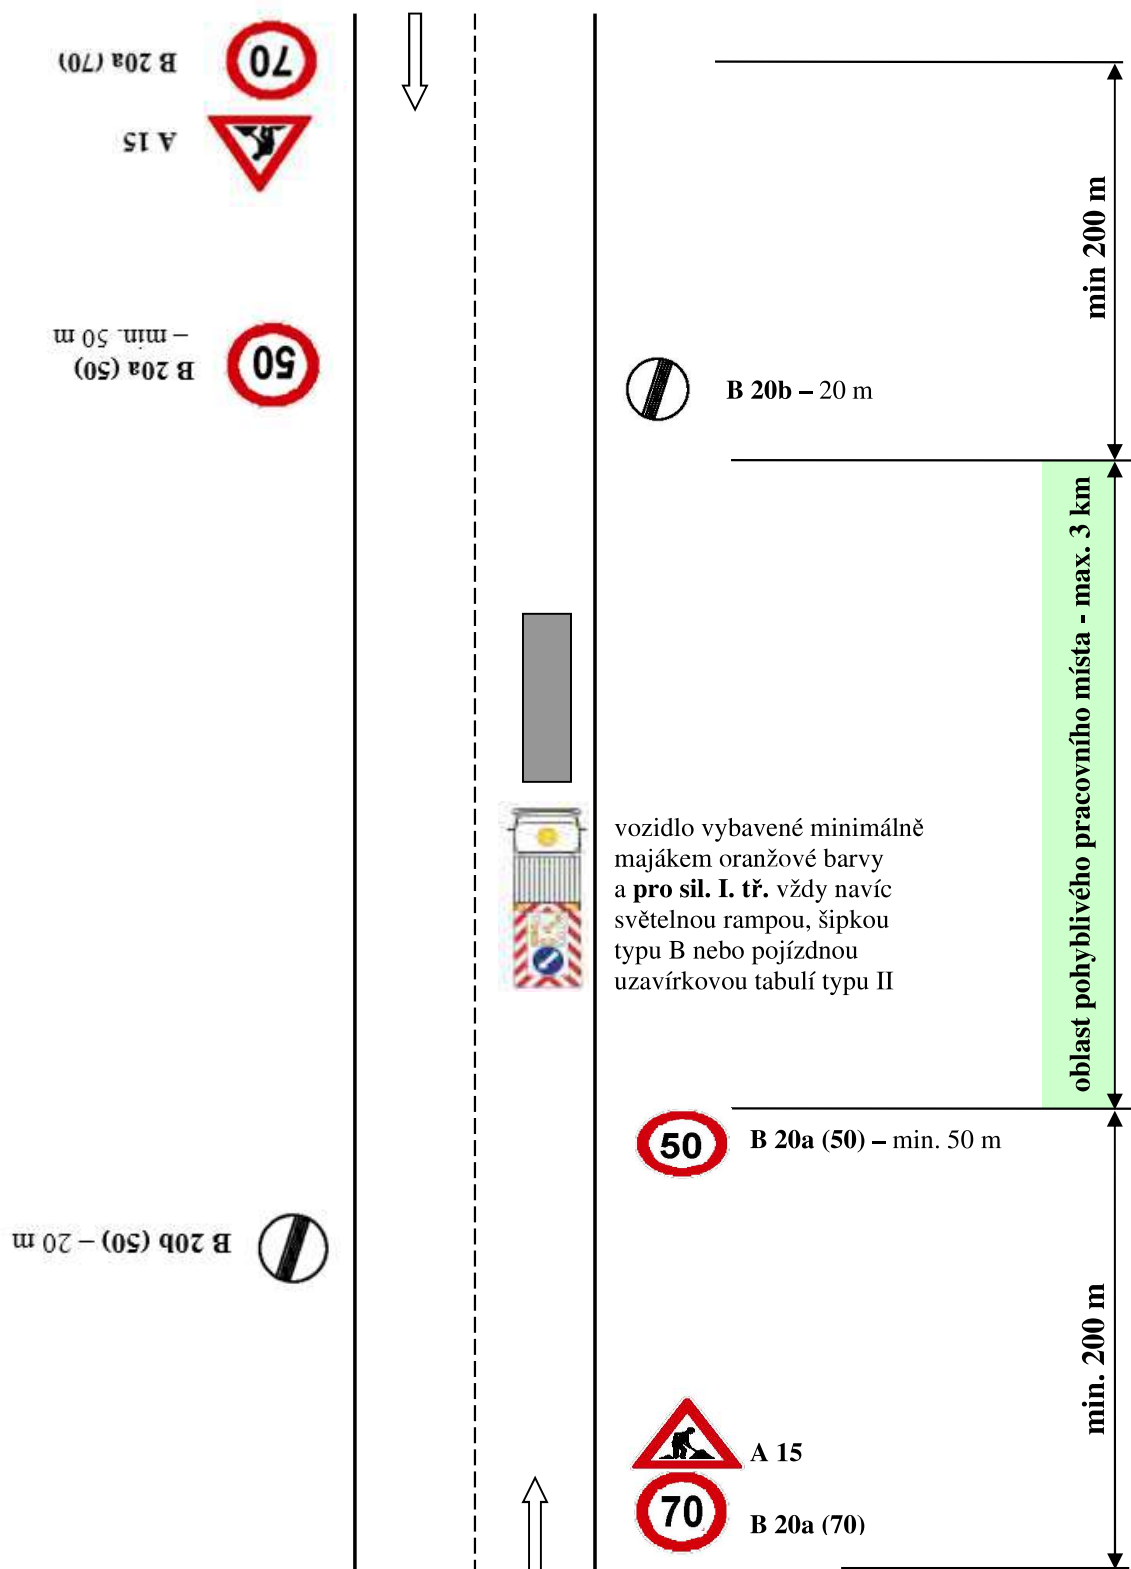 B 20a (70)
70
A 15
min 200 m
– min. 50 m
B 20a (50)
50
B 20b – 20 m
oblast pohyblivého pracovního místa - max. 3 km
vozidlo vybavené minimálně
majákem oranžové barvy
a pro sil. I. tř. vždy navíc
světelnou rampou, šipkou
typu B nebo pojízdnou
uzavírkovou tabulí typu II
50
B 20a (50) – min. 50 m
B 20b (50) – 20 m
min. 200 m
A 15
70
B 20a (70)